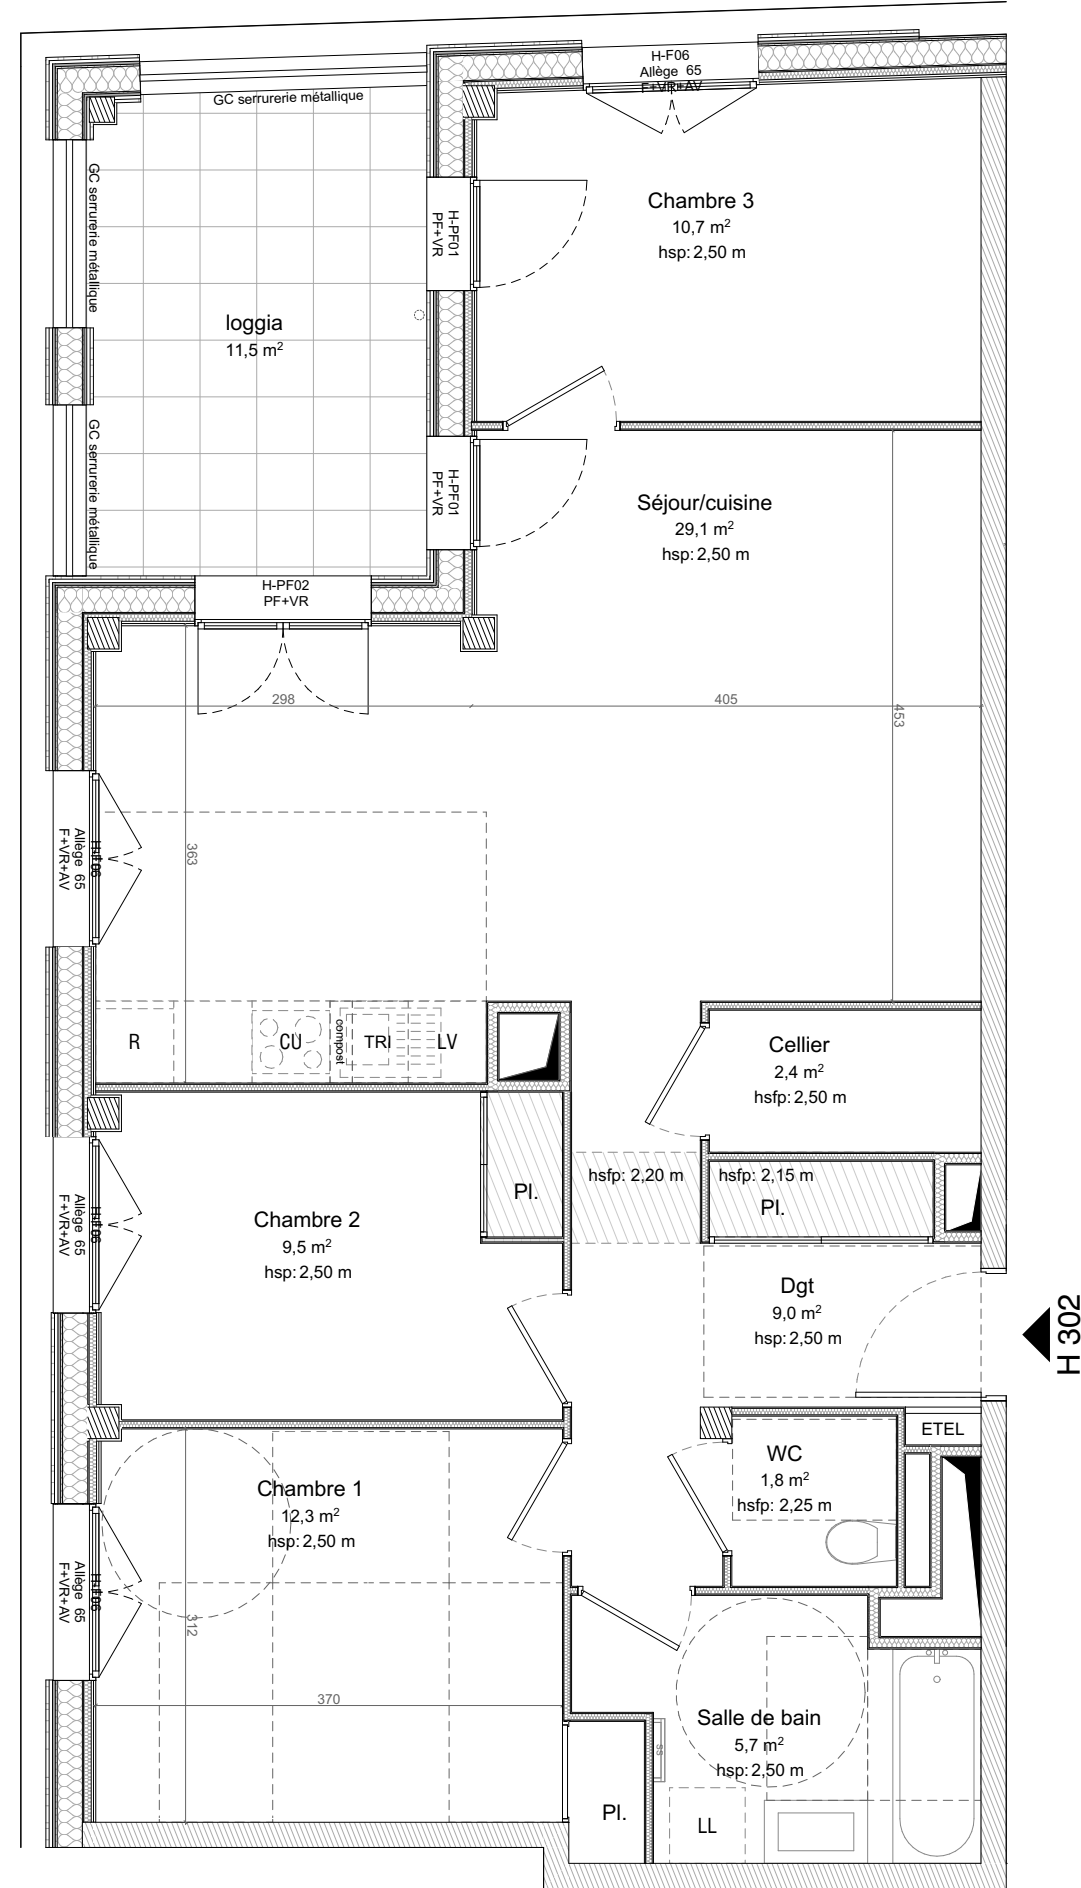 H-F06
Allège 65
F+VR+AV
GC serrurerie métallique
GC serrurerie métallique
GC serrurerie métallique
H-PF01
PF+VR
Chambre 3
10,7 m²
hsp: 2,50 m
loggia
11,5 m²
H-PF01
PF+VR
Séjour/cuisine
29,1 m²
hsp: 2,50 m
H-PF02
PF+VR
298
405
453
363
H-F06
Allège 65
F+VR+AV
R
CU
compost
TRI
LV
Cellier
2,4 m²
hsfp: 2,50 m
hsfp: 2,20 m
hsfp: 2,15 m
Pl.
Pl.
H-F06
Allège 65
F+VR+AV
Chambre 2
9,5 m²
hsp: 2,50 m
Dgt
9,0 m²
hsp: 2,50 m
H 302
ETEL
WC
1,8 m²
hsfp: 2,25 m
Chambre 1
12,3 m²
hsp: 2,50 m
H-F06
Allège 65
F+VR+AV
312
370
Salle de bain
5,7 m²
hsp: 2,50 m
SS
Pl.
LL